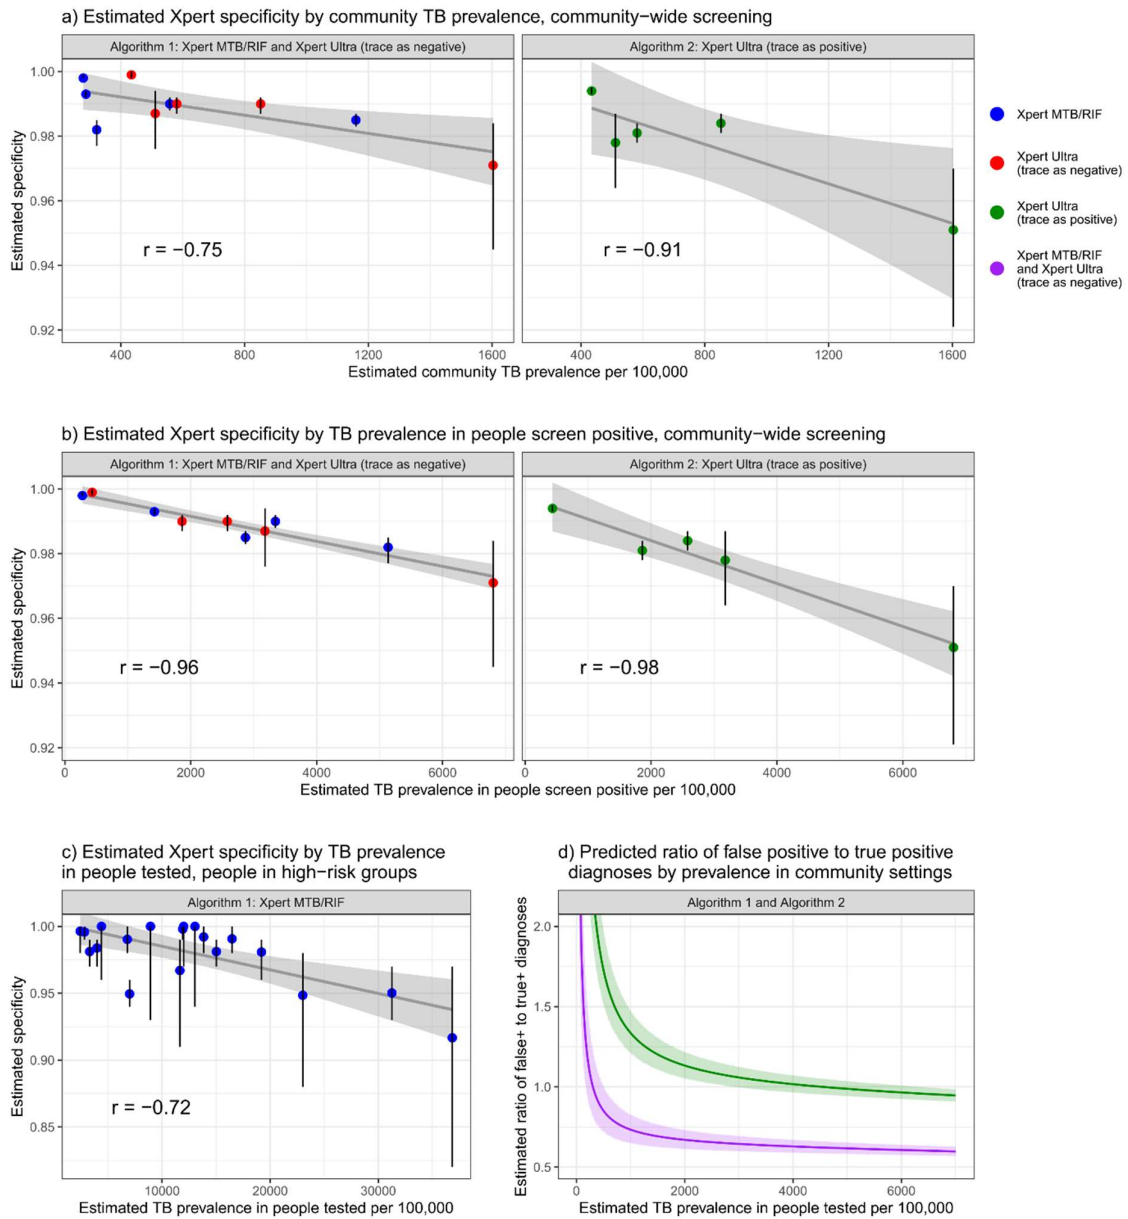 a) Estimated Xpert specificity by community TB prevalence, community−wide screening
Algorithm 1: Xpert MTB/RIF and Xpert Ultra (trace as negative)
Algorithm 2: Xpert Ultra (trace as positive)
Estimated specificity
1.00
0.98
0.96
0.94
0.92
r = −0.75
r = −0.91
400
800
1200
1600
400
800
1200
1600
Estimated community TB prevalence per 100,000
Xpert MTB/RIF
Xpert Ultra
(trace as negative)
Xpert Ultra
(trace as positive)
Xpert MTB/RIF
and Xpert Ultra
(trace as negative)
b) Estimated Xpert specificity by TB prevalence in people screen positive, community−wide screening
Algorithm 1: Xpert MTB/RIF and Xpert Ultra (trace as negative)
Algorithm 2: Xpert Ultra (trace as positive)
Estimated specificity
1.00
0.98
0.96
0.94
0.92
r = −0.96
r = −0.98
0
2000
4000
6000
0
2000
4000
6000
Estimated TB prevalence in people screen positive per 100,000
c) Estimated Xpert specificity by TB prevalence
in people tested, people in high−risk groups
Algorithm 1: Xpert MTB/RIF
Estimated specificity
1.00
0.95
0.90
0.85
r = −0.72
10000
20000
30000
Estimated TB prevalence in people tested per 100,000
d) Predicted ratio of false positive to true positive
diagnoses by prevalence in community settings
Algorithm 1 and Algorithm 2
Estimated ratio of false+ to true+ diagnoses
2.0
1.5
1.0
0.5
0
2000
4000
6000
Estimated TB prevalence in people tested per 100,000